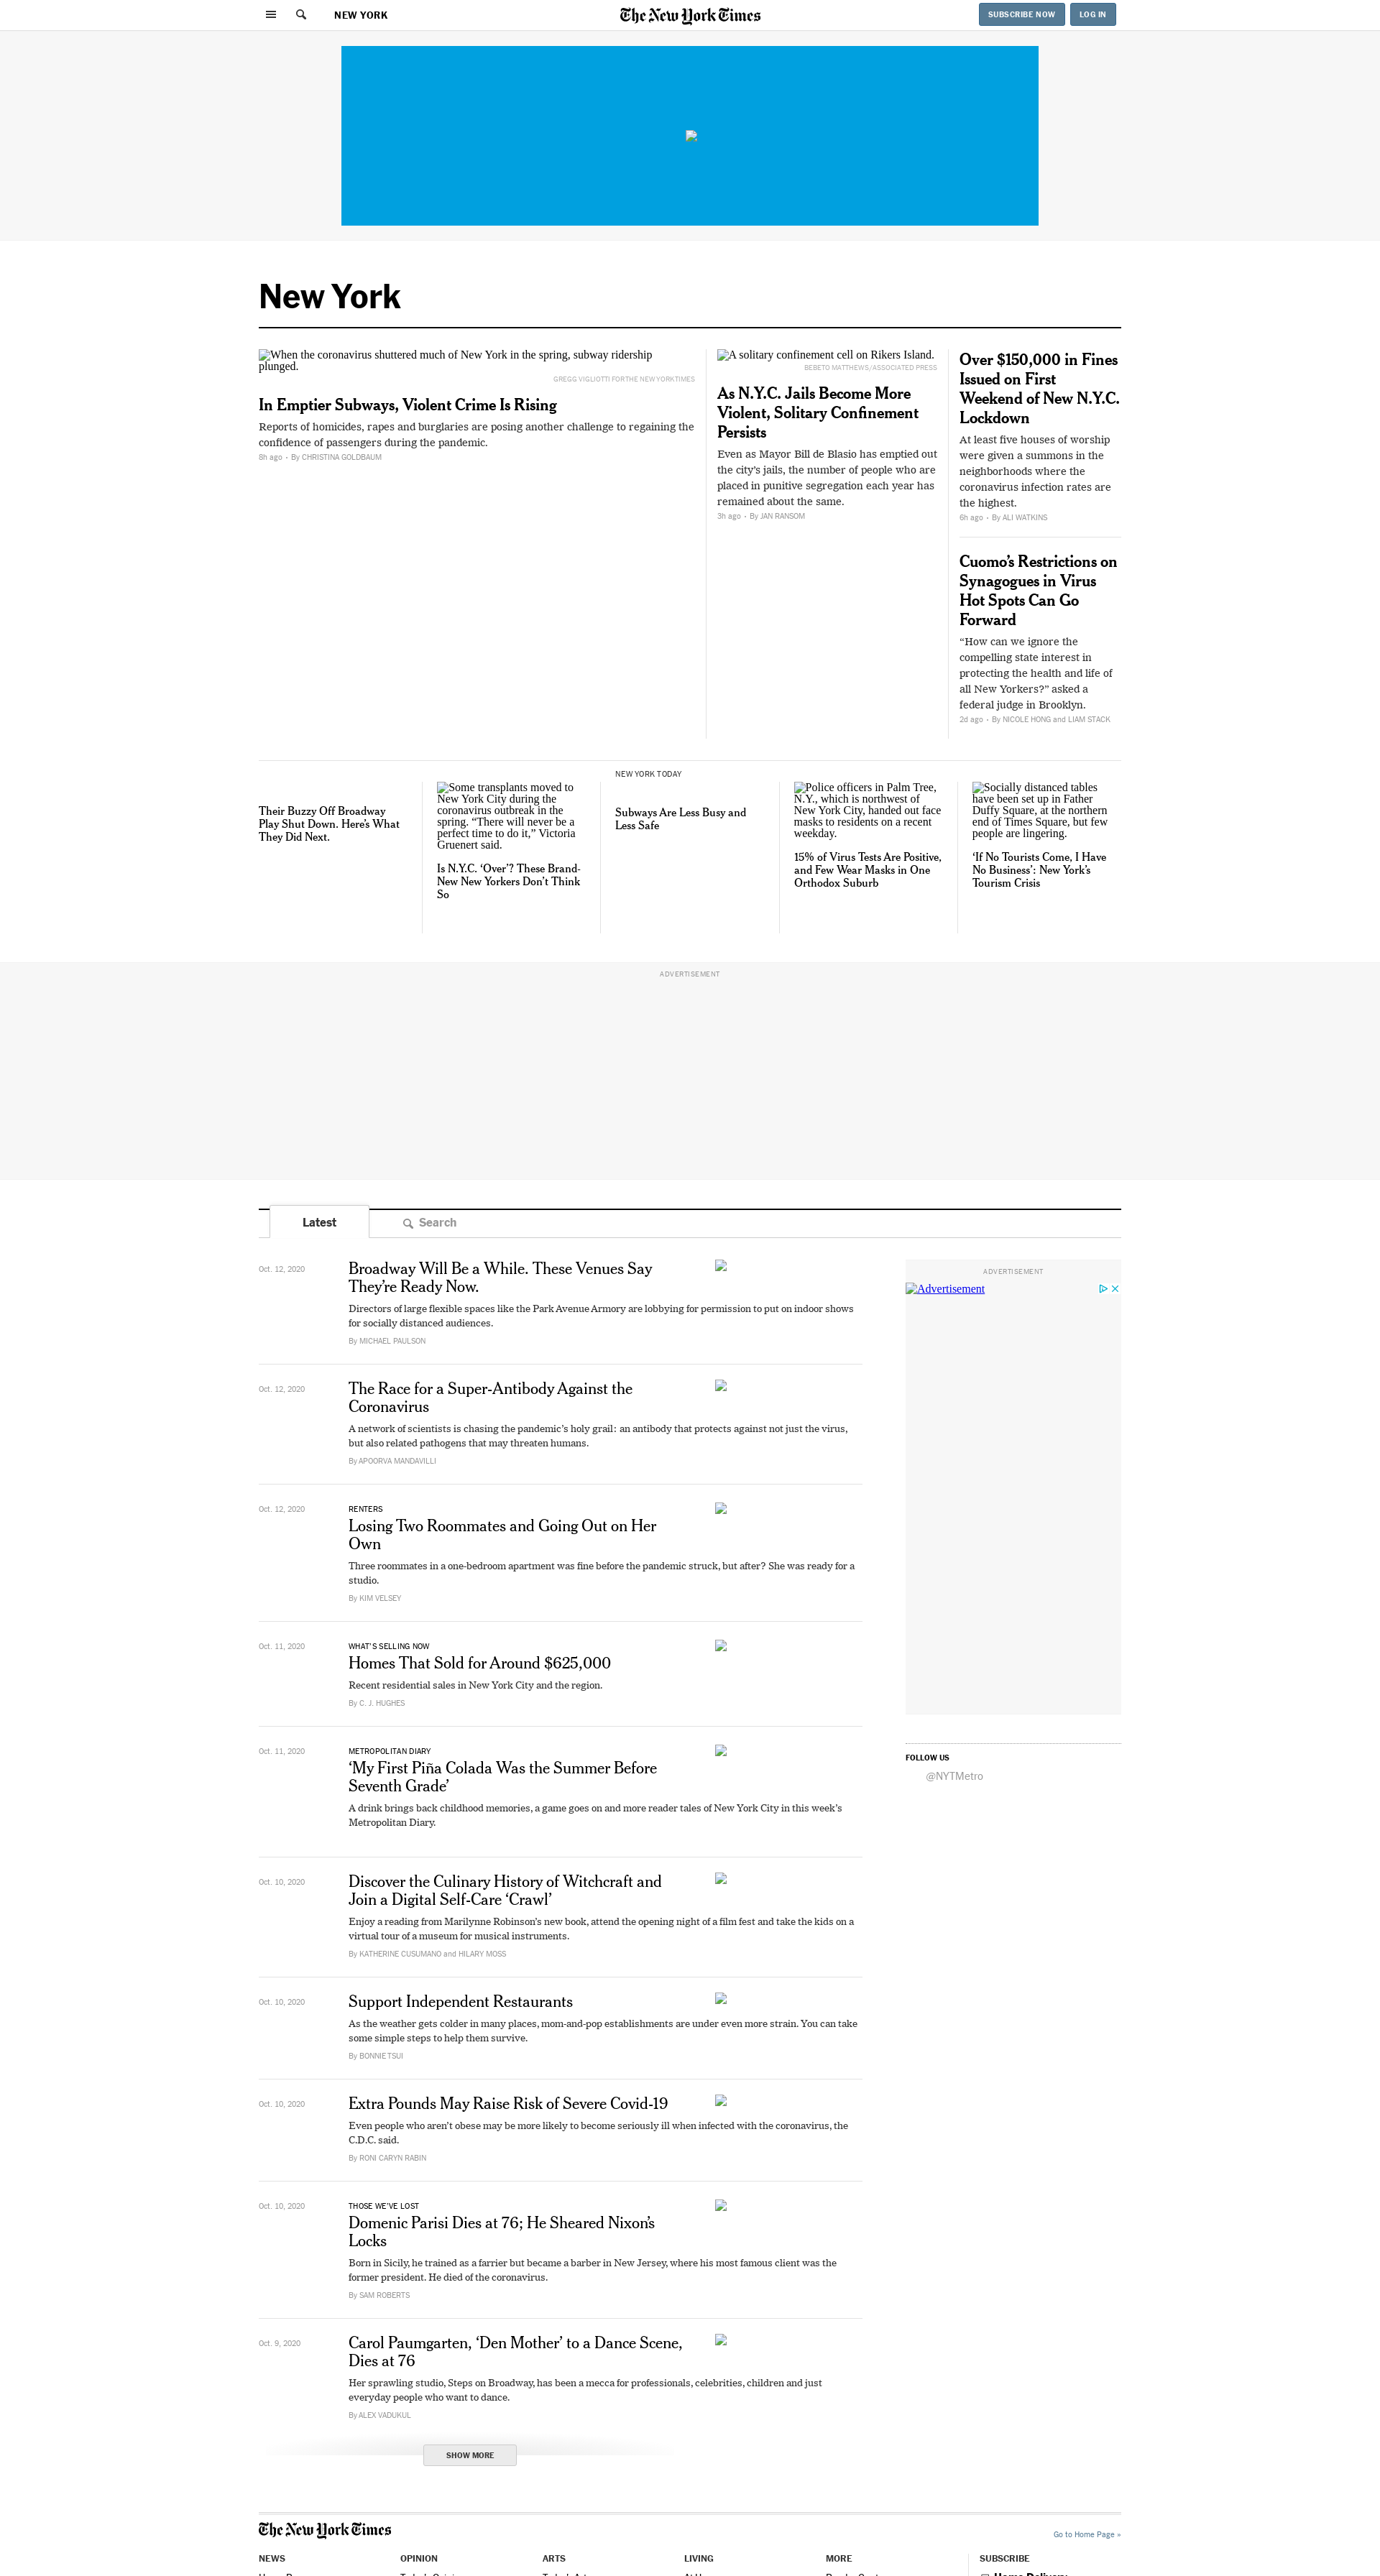 NEW YORK
The New York Times
SUBSCRIBE NOW
LOG IN
New York
When the coronavirus shuttered much of New York in the spring, subway ridership
plunged.
GREGG VIGLIOTTI FOR THE NEW YORK TIMES
In Emptier Subways, Violent Crime Is Rising
Reports of homicides, rapes and burglaries are posing another challenge to regaining the
confidence of passengers during the pandemic.
8h ago • By CHRISTINA GOLDBAUM
A solitary confinement cell on Rikers Island.
BEBETO MATTHEWS/ASSOCIATED PRESS
As N.Y.C. Jails Become More
Violent, Solitary Confinement
Persists
Even as Mayor Bill de Blasio has emptied out
the city's jails, the number of people who are
placed in punitive segregation each year has
remained about the same.
3h ago • By JAN RANSOM
Over $150,000 in Fines
Issued on First
Weekend of New N.Y.C.
Lockdown
At least five houses of worship
were given a summons in the
neighborhoods where the
coronavirus infection rates are
the highest.
6h ago • By ALI WATKINS
Cuomo's Restrictions on
Synagogues in Virus
Hot Spots Can Go
Forward
“How can we ignore the
compelling state interest in
protecting the health and life of
all New Yorkers?” asked a
federal judge in Brooklyn.
2d ago • By NICOLE HONG and LIAM STACK
Their Buzzy Off Broadway
Play Shut Down. Here's What
They Did Next.
Some transplants moved to
New York City during the
coronavirus outbreak in the
spring. “There will never be a
perfect time to do it,” Victoria
Gruenert said.
Is N.Y.C. ‘Over’? These Brand-
New New Yorkers Don't Think
So
NEW YORK TODAY
Subways Are Less Busy and
Less Safe
Police officers in Palm Tree,
N.Y., which is northwest of
New York City, handed out face
masks to residents on a recent
weekday.
15% of Virus Tests Are Positive,
and Few Wear Masks in One
Orthodox Suburb
Socially distanced tables
have been set up in Father
Duffy Square, at the northern
end of Times Square, but few
people are lingering.
‘If No Tourists Come, I Have
No Business’: New York's
Tourism Crisis
ADVERTISEMENT
Latest
Search
Oct. 12, 2020
Broadway Will Be a While. These Venues Say
They're Ready Now.
Directors of large flexible spaces like the Park Avenue Armory are lobbying for permission to put on indoor shows
for socially distanced audiences.
By MICHAEL PAULSON
Oct. 12, 2020
The Race for a Super-Antibody Against the
Coronavirus
A network of scientists is chasing the pandemic's holy grail: an antibody that protects against not just the virus,
but also related pathogens that may threaten humans.
By APOORVA MANDAVILLI
Oct. 12, 2020
RENTERS
Losing Two Roommates and Going Out on Her
Own
Three roommates in a one-bedroom apartment was fine before the pandemic struck, but after? She was ready for a
studio.
By KIM VELSEY
Oct. 11, 2020
WHAT'S SELLING NOW
Homes That Sold for Around $625,000
Recent residential sales in New York City and the region.
By C. J. HUGHES
Oct. 11, 2020
METROPOLITAN DIARY
‘My First Piña Colada Was the Summer Before
Seventh Grade’
A drink brings back childhood memories, a game goes on and more reader tales of New York City in this week's
Metropolitan Diary.
Oct. 10, 2020
Discover the Culinary History of Witchcraft and
Join a Digital Self-Care ‘Crawl’
Enjoy a reading from Marilynne Robinson's new book, attend the opening night of a film fest and take the kids on a
virtual tour of a museum for musical instruments.
By KATHERINE CUSUMANO and HILARY MOSS
Oct. 10, 2020
Support Independent Restaurants
As the weather gets colder in many places, mom-and-pop establishments are under even more strain. You can take
some simple steps to help them survive.
By BONNIE TSUI
Oct. 10, 2020
Extra Pounds May Raise Risk of Severe Covid-19
Even people who aren't obese may be more likely to become seriously ill when infected with the coronavirus, the
C.D.C. said.
By RONI CARYN RABIN
Oct. 10, 2020
THOSE WE'VE LOST
Domenic Parisi Dies at 76; He Sheared Nixon's
Locks
Born in Sicily, he trained as a farrier but became a barber in New Jersey, where his most famous client was the
former president. He died of the coronavirus.
By SAM ROBERTS
Oct. 9, 2020
Carol Paumgarten, ‘Den Mother’ to a Dance Scene,
Dies at 76
Her sprawling studio, Steps on Broadway, has been a mecca for professionals, celebrities, children and just
everyday people who want to dance.
By ALEX VADUKUL
SHOW MORE
ADVERTISEMENT
Advertisement
FOLLOW US
@NYTMetro
The New York Times
Go to Home Page »
NEWS
OPINION
ARTS
LIVING
MORE
SUBSCRIBE